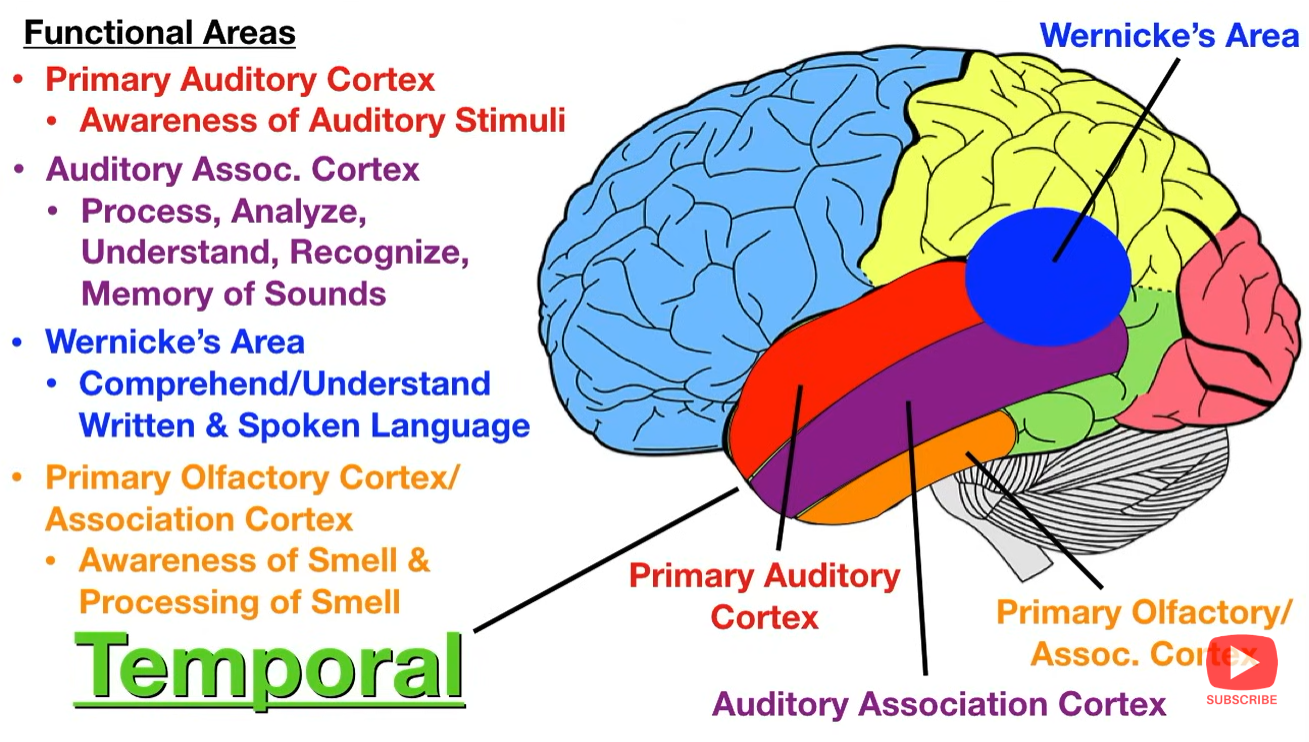 Functional Areas
• Primary Auditory Cortex
• Awareness of Auditory Stimuli
• Auditory Assoc. Cortex
• Process, Analyze,
Understand, Recognize,
Memory of Sounds
• Wernicke's Area
• Comprehend/Understand
Written & Spoken Language
• Primary Olfactory Cortex/
Association Cortex
• Awareness of Smell &
Processing of Smell
Temporal
Wernicke's Area
Primary Auditory
Cortex
Primary Olfactory/
Assoc. Cortex
Auditory Association Cortex
SUBSCRIBE